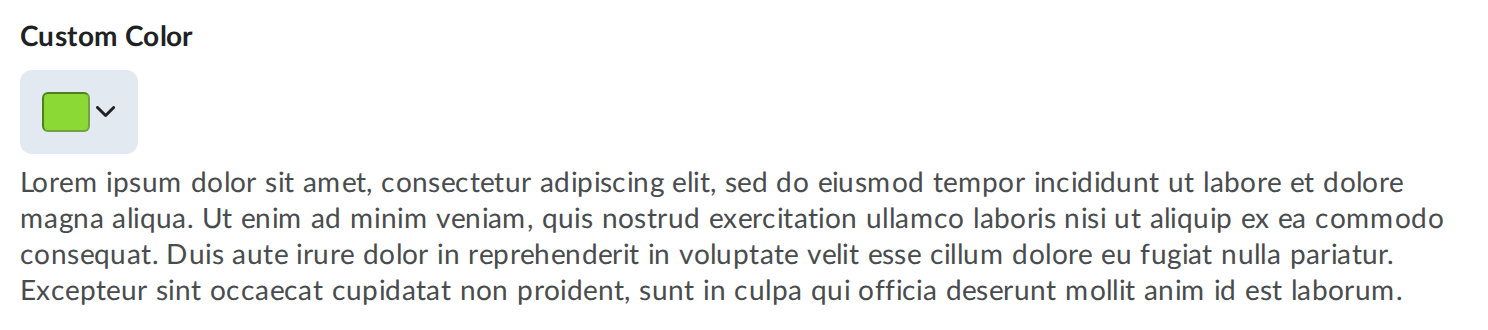 Custom Color
Lorem ipsum dolor sit amet, consectetur adipiscing elit, sed do eiusmod tempor incididunt ut labore et dolore
magna aliqua. Ut enim ad minim veniam, quis nostrud exercitation ullamco laboris nisi ut aliquip ex ea commodo
consequat. Duis aute irure dolor in reprehenderit in voluptate velit esse cillum dolore eu fugiat nulla pariatur.
Excepteur sint occaecat cupidatat non proident, sunt in culpa qui officia deserunt mollit anim id est laborum.